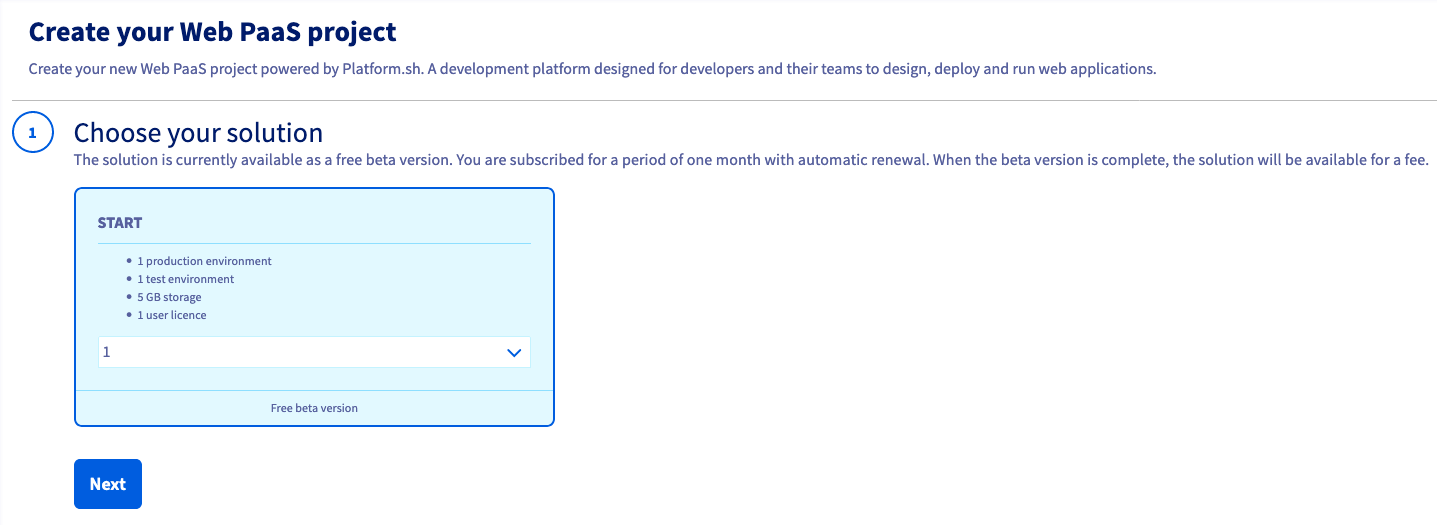 Create your Web PaaS project
Create your new Web PaaS project powered by Platform.sh. A development platform designed for developers and their teams to design, deploy and run web applications.
1
Choose your solution
The solution is currently available as a free beta version. You are subscribed for a period of one month with automatic renewal. When the beta version is complete, the solution will be available for a fee.
START
• 1 production environment
• 1 test environment
• 5 GB storage
• 1 user licence
1
Free beta version
Next